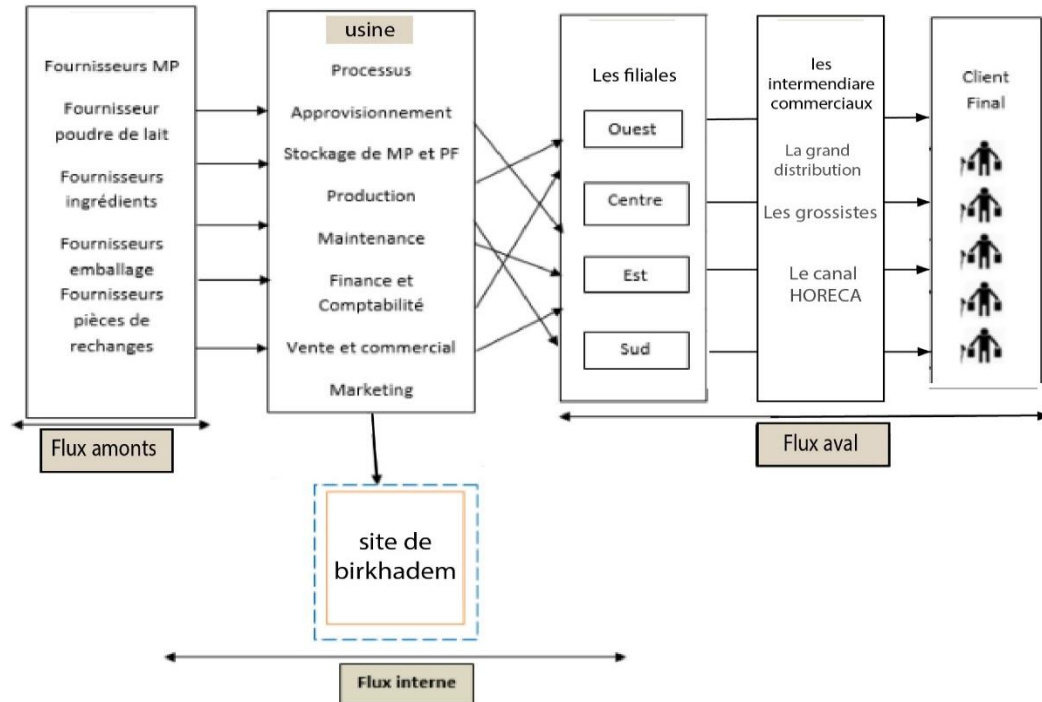 Fournisseurs MP
Fournisseur
poudre de lait
Fournisseurs
ingrédients
Fournisseurs
emballage
Fournisseurs
pièces de
rechanges
usine
Processus
Approvisionnement
Stockage de MP et PF
Production
Maintenance
Finance et
Comptabilité
Vente et commercial
Marketing
Les filiales
Ouest
Centre
Est
Sud
les
intermendiare
commerciaux
La grand
distribution
Les grossistes
Le canal
HORECA
Client
Final
Flux amonts
Flux aval
site de
birkhadem
Flux interne